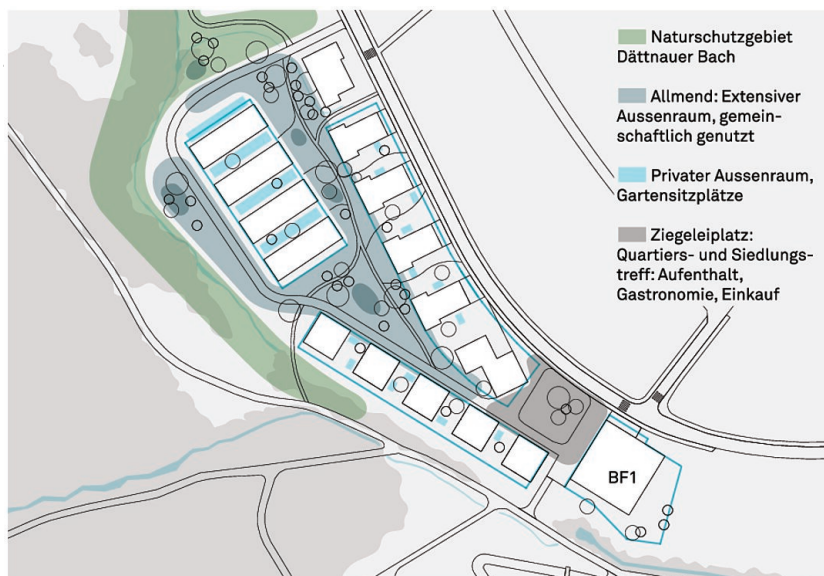 Naturschutzgebiet
Dättnauer Bach
Allmend: Extensiver
Aussenraum, gemein-
schaftlich genutzt
Privater Aussenraum,
Gartensitzplätze
Ziegeleiplatz:
Quartiers- und Siedlungs-
treff: Aufenthalt,
Gastronomie, Einkauf
BF1